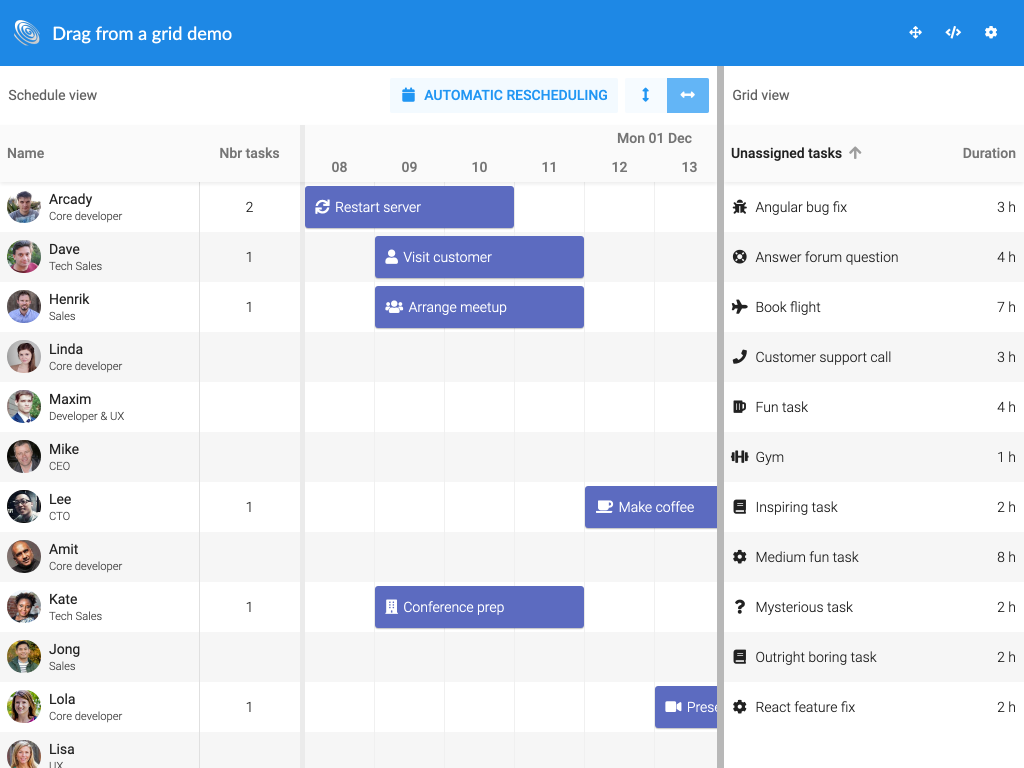 Drag from a grid demo
Schedule view
AUTOMATIC RESCHEDULING
Grid view
Name
Nbr tasks
Mon 01 Dec
08 09 10 11 12 13
Unassigned tasks
Duration
Arcady
Core developer
2
Restart server
Dave
Tech Sales
1
Visit customer
Henrik
Sales
1
Arrange meetup
Linda
Core developer
Maxim
Developer & UX
Mike
CEO
Lee
CTO
1
Make coffee
Amit
Core developer
Kate
Tech Sales
1
Conference prep
Jong
Sales
Lola
Core developer
1
Prese
Lisa
UX
Angular bug fix 3 h
Answer forum question 4 h
Book flight 7 h
Customer support call 3 h
Fun task 4 h
Gym 1 h
Inspiring task 2 h
Medium fun task 8 h
Mysterious task 2 h
Outright boring task 2 h
React feature fix 2 h